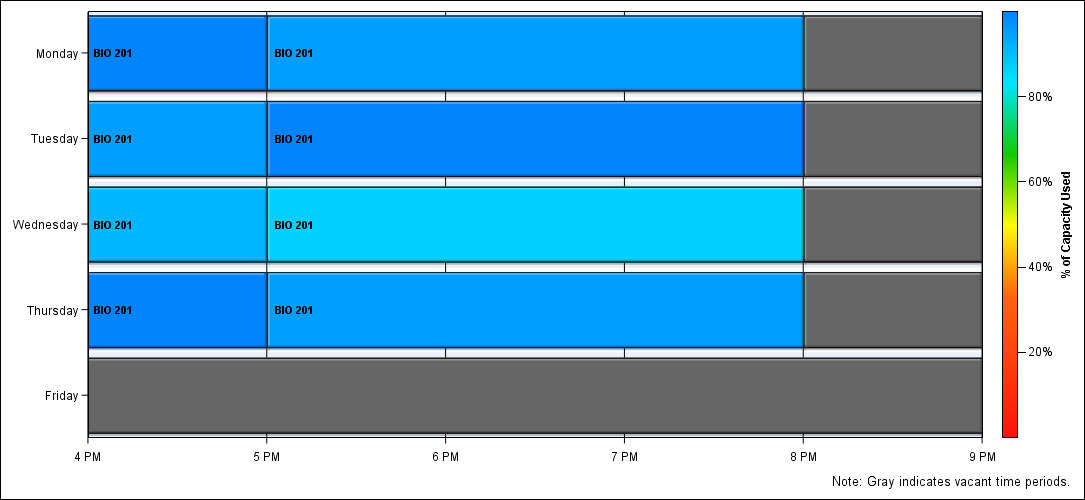 Monday
BIO 201
BIO 201
Tuesday
BIO 201
BIO 201
Wednesday
BIO 201
BIO 201
Thursday
BIO 201
BIO 201
Friday
4 PM
5 PM
6 PM
7 PM
8 PM
9 PM
80%
60%
40%
20%
% of Capacity Used
Note: Gray indicates vacant time periods.